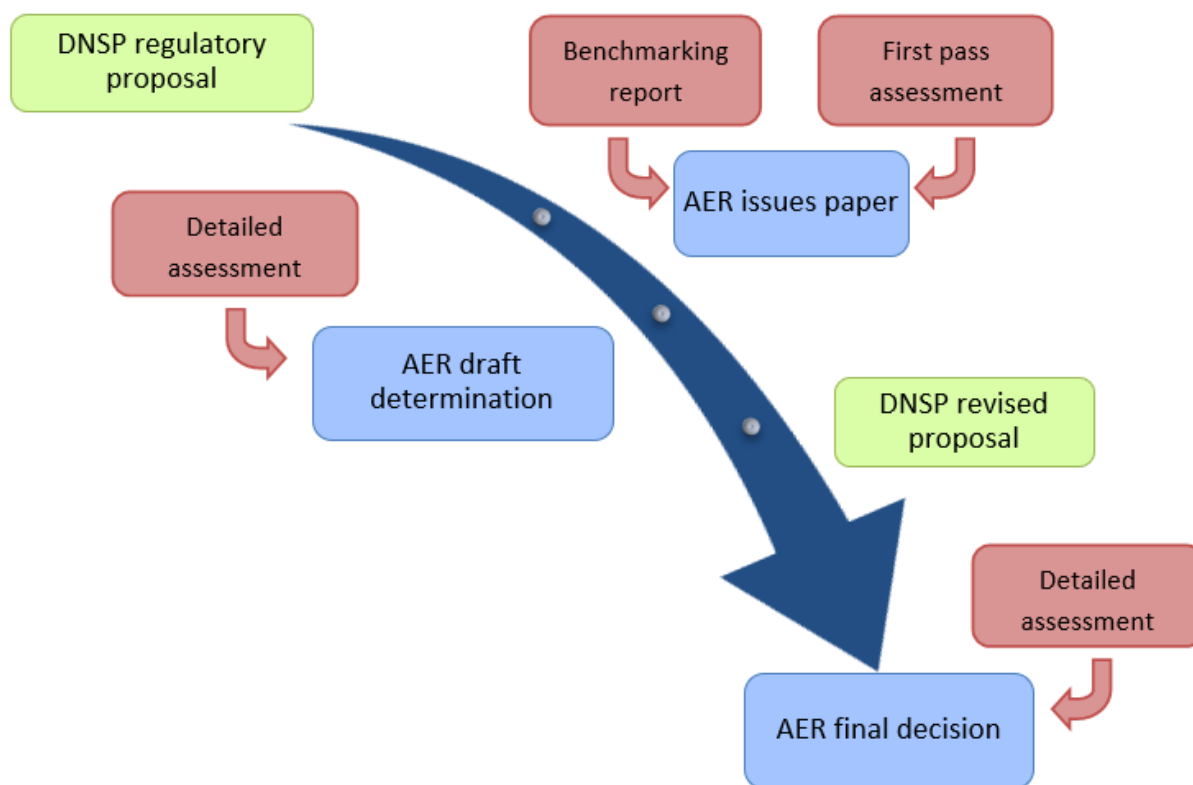 DNSP regulatory
proposal
Benchmarking
report
First pass
assessment
AER issues paper
Detailed
assessment
AER draft
determination
DNSP revised
proposal
Detailed
assessment
AER final decision